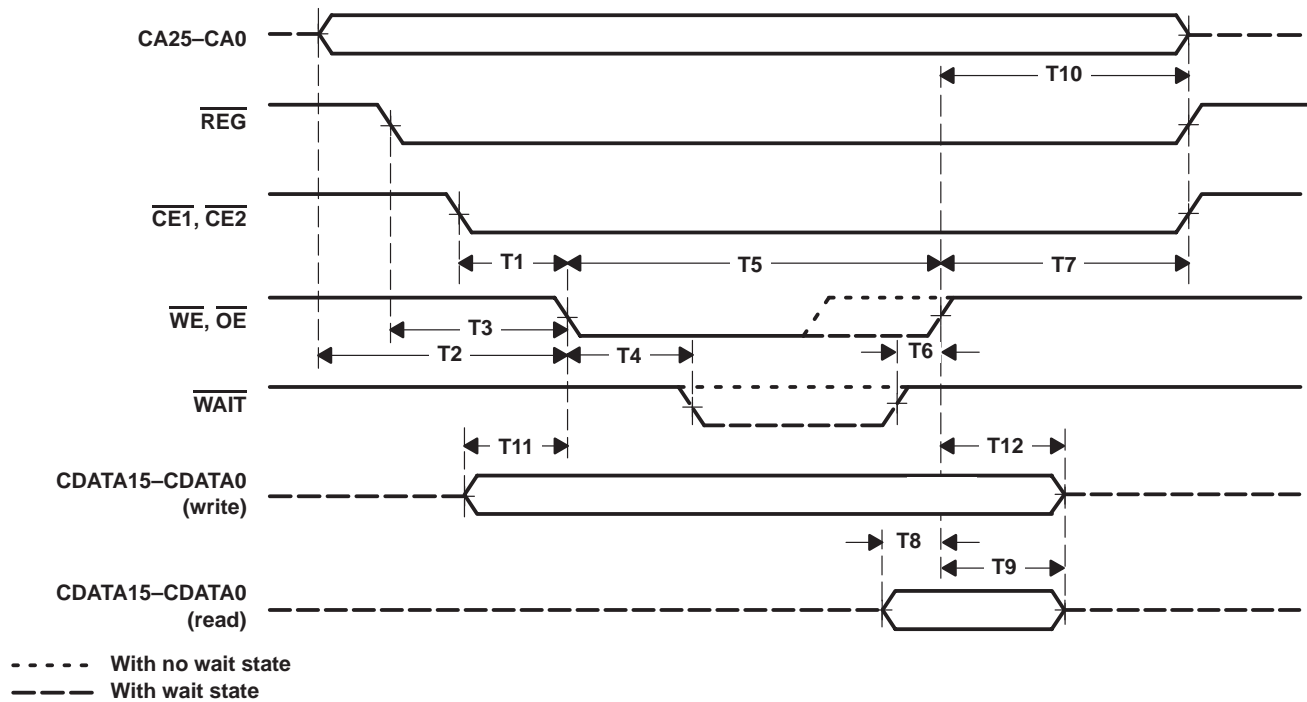 CA25–CA0
T10
REG
CE1, CE2
T1
T5
T7
WE, OE
T3
T6
T2
T4
WAIT
T11
T12
CDATA15–CDATA0
(write)
T8
T9
CDATA15–CDATA0
(read)
With no wait state
With wait state